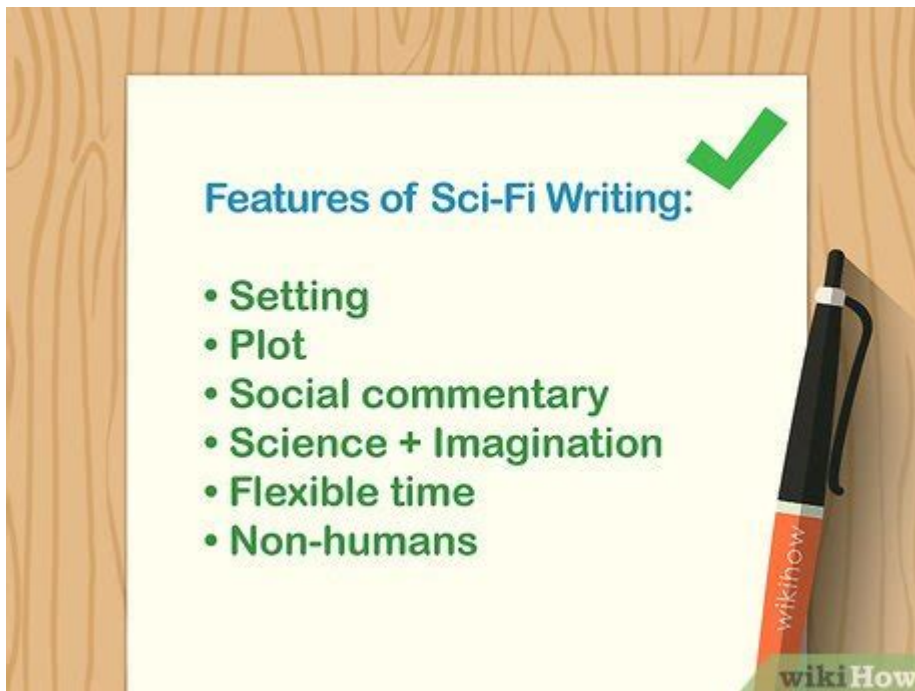 Features of Sci-Fi Writing:
• Setting
• Plot
• Social commentary
• Science + Imagination
• Flexible time
• Non-humans
wikihow
wikiHow